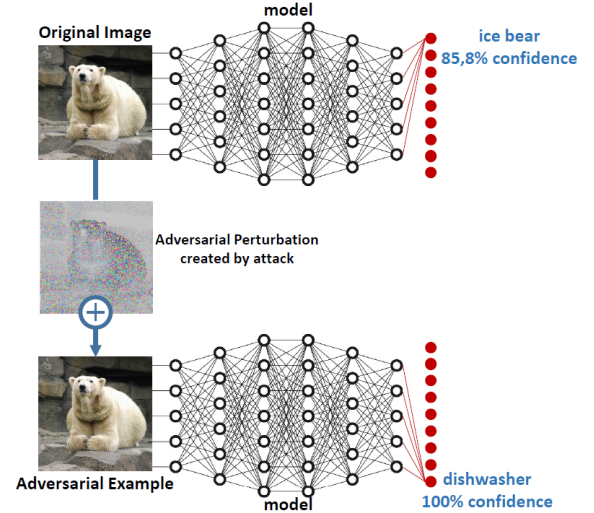 model
Original Image
ice bear
85,8% confidence
Adversarial Perturbation
created by attack
Adversarial Example
dishwasher
100% confidence
model